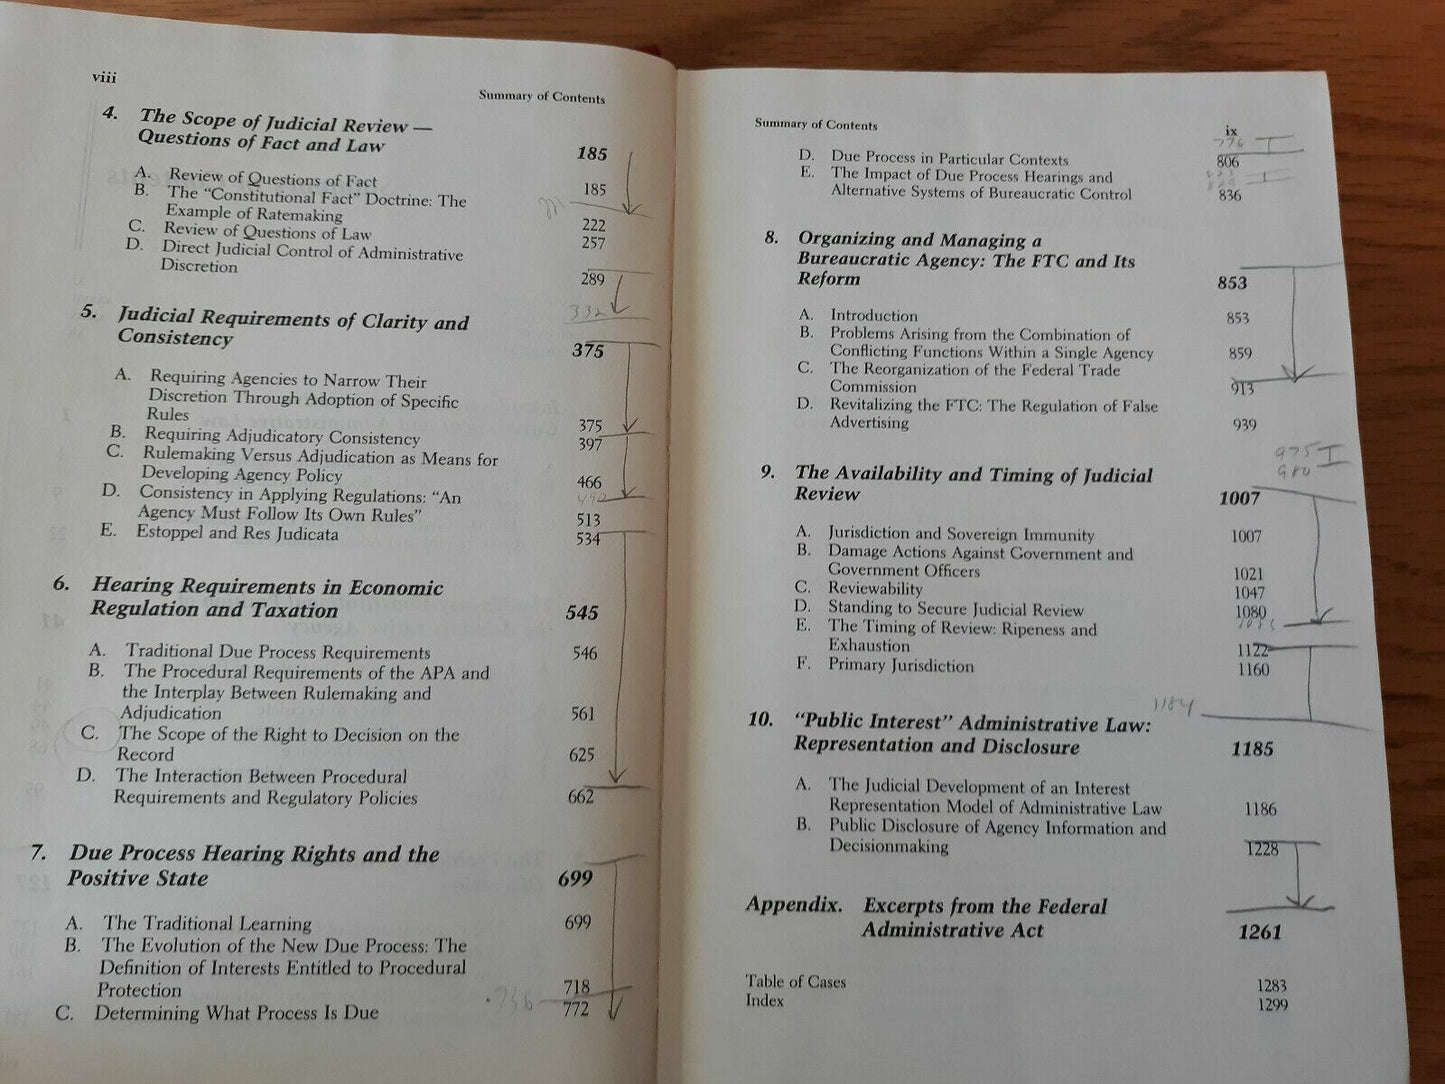 viii
Summary of Contents
4. The Scope of Judicial Review —
Questions of Fact and Law 185
A. Review of Questions of Fact 185
B. The “Constitutional Fact” Doctrine: The
Example of Ratemaking 222
C. Review of Questions of Law 257
D. Direct Judicial Control of Administrative
Discretion 289
332
5. Judicial Requirements of Clarity and
Consistency 375
A. Requiring Agencies to Narrow Their
Discretion Through Adoption of Specific
Rules 375
B. Requiring Adjudicatory Consistency 397
C. Rulemaking Versus Adjudication as Means for
Developing Agency Policy 466
D. Consistency in Applying Regulations: “An
Agency Must Follow Its Own Rules” 513
E. Estoppel and Res Judicata 534
6. Hearing Requirements in Economic
Regulation and Taxation 545
A. Traditional Due Process Requirements 546
B. The Procedural Requirements of the APA and
the Interplay Between Rulemaking and
Adjudication 561
C. The Scope of the Right to Decision on the
Record 625
D. The Interaction Between Procedural
Requirements and Regulatory Policies 662
7. Due Process Hearing Rights and the
Positive State 699
A. The Traditional Learning 699
B. The Evolution of the New Due Process: The
Definition of Interests Entitled to Procedural
Protection 718
C. Determining What Process Is Due 772
Summary of Contents
ix
776
D. Due Process in Particular Contexts 806
E. The Impact of Due Process Hearings and
Alternative Systems of Bureaucratic Control 836
8. Organizing and Managing a
Bureaucratic Agency: The FTC and Its
Reform 853
A. Introduction 853
B. Problems Arising from the Combination of
Conflicting Functions Within a Single Agency 859
C. The Reorganization of the Federal Trade
Commission 913
D. Revitalizing the FTC: The Regulation of False
Advertising 939
975
980
9. The Availability and Timing of Judicial
Review 1007
A. Jurisdiction and Sovereign Immunity 1007
B. Damage Actions Against Government and
Government Officers 1021
C. Reviewability 1047
D. Standing to Secure Judicial Review 1080
E. The Timing of Review: Ripeness and
Exhaustion 1122
F. Primary Jurisdiction 1160
1184
10. “Public Interest” Administrative Law:
Representation and Disclosure 1185
A. The Judicial Development of an Interest
Representation Model of Administrative Law 1186
B. Public Disclosure of Agency Information and
Decisionmaking 1228
Appendix. Excerpts from the Federal
Administrative Act 1261
Table of Cases 1283
Index 1299